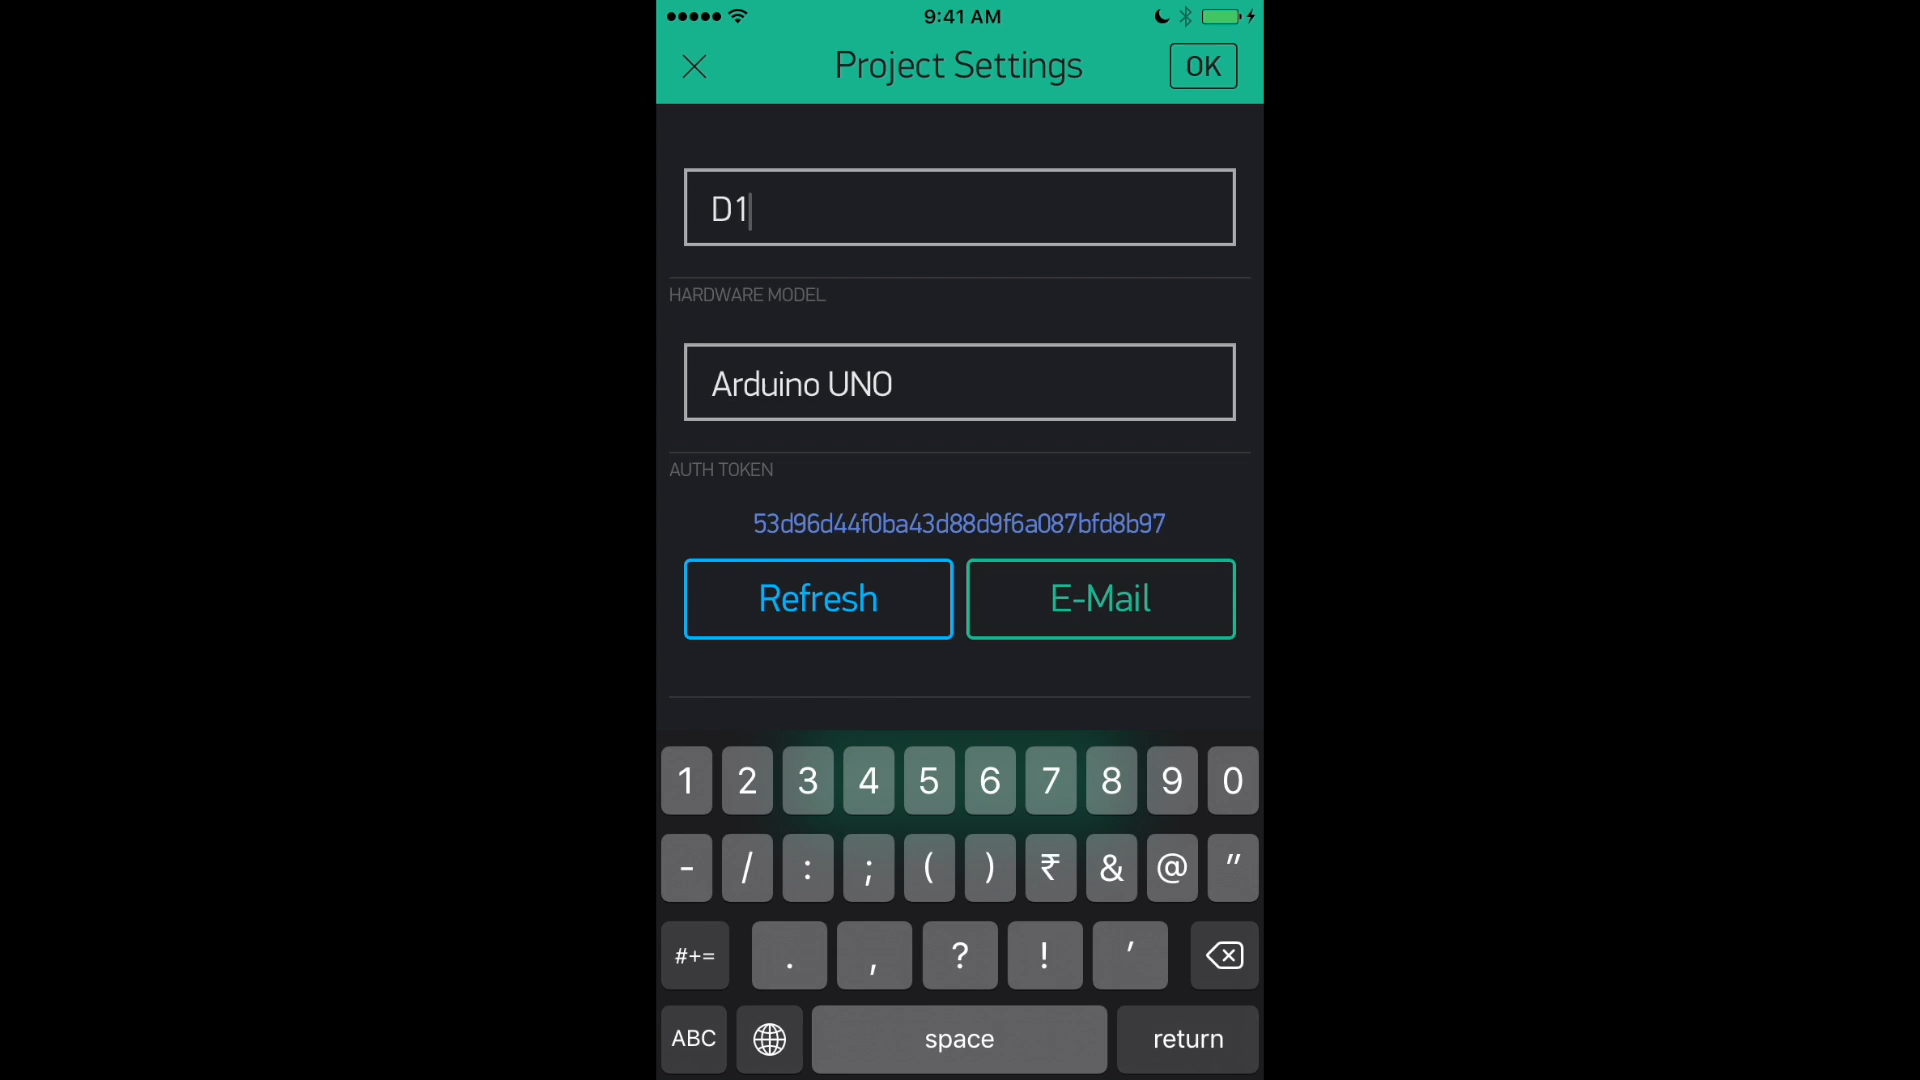 9:41 AM
Project Settings
OK
D1
HARDWARE MODEL
Arduino UNO
AUTH TOKEN
53d96d44f0ba43d88d9f6a087bfd8b97
Refresh
E-Mail
1 2 3 4 5 6 7 8 9 0
- / : ; ( ) ₹ & @ "
#+= . , ? ! '
ABC space return